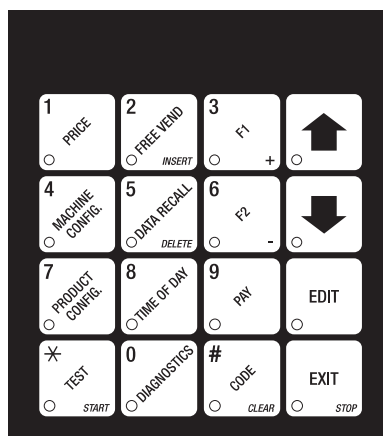 1 PRICE
2 FREE VEND INSERT
3 F1 +
4 MACHINE CONFIG.
5 DATA RECALL DELETE
6 F2 -
7 PRODUCT CONFIG.
8 TIME OF DAY
9 PAY
EDIT
* TEST START
0 DIAGNOSTICS
# CODE CLEAR
EXIT STOP